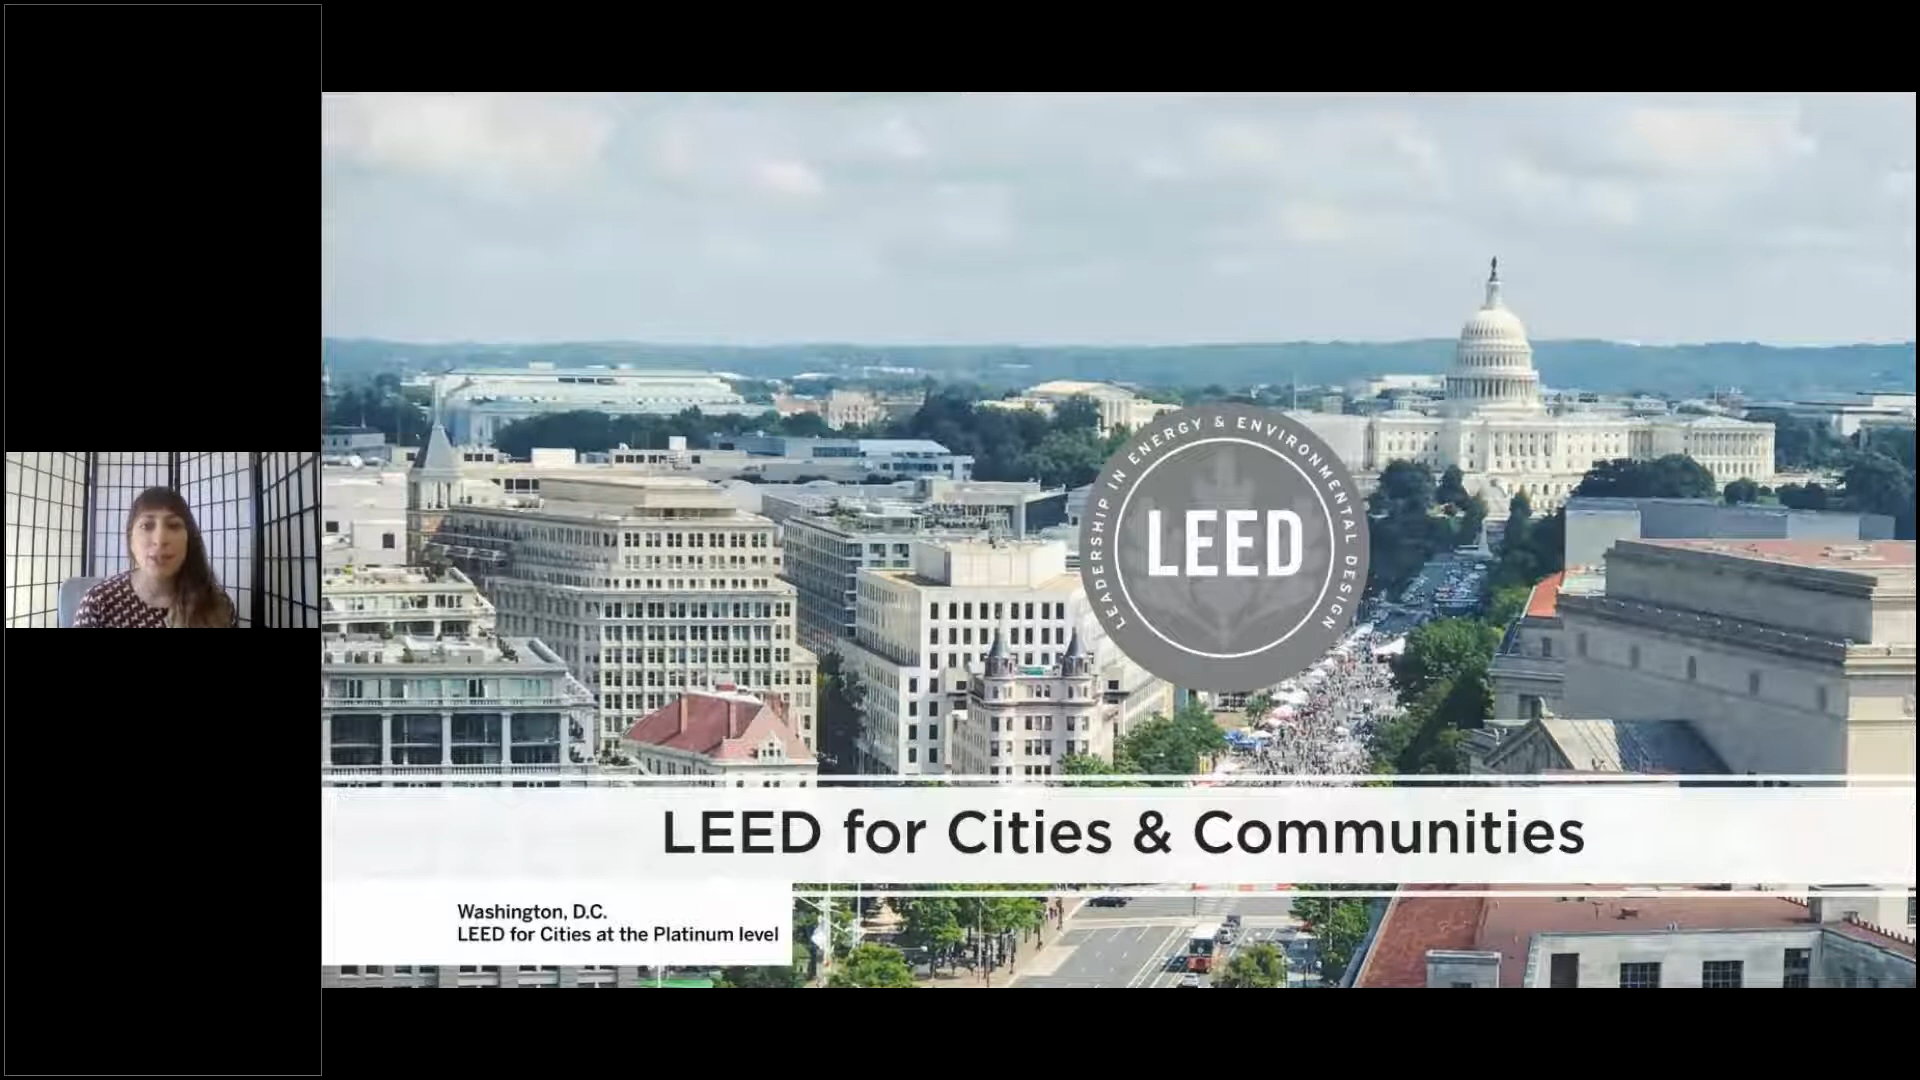 LEADERSHIP IN ENERGY & ENVIRONMENTAL DESIGN
LEED
LEED for Cities & Communities
Washington, D.C.
LEED for Cities at the Platinum level